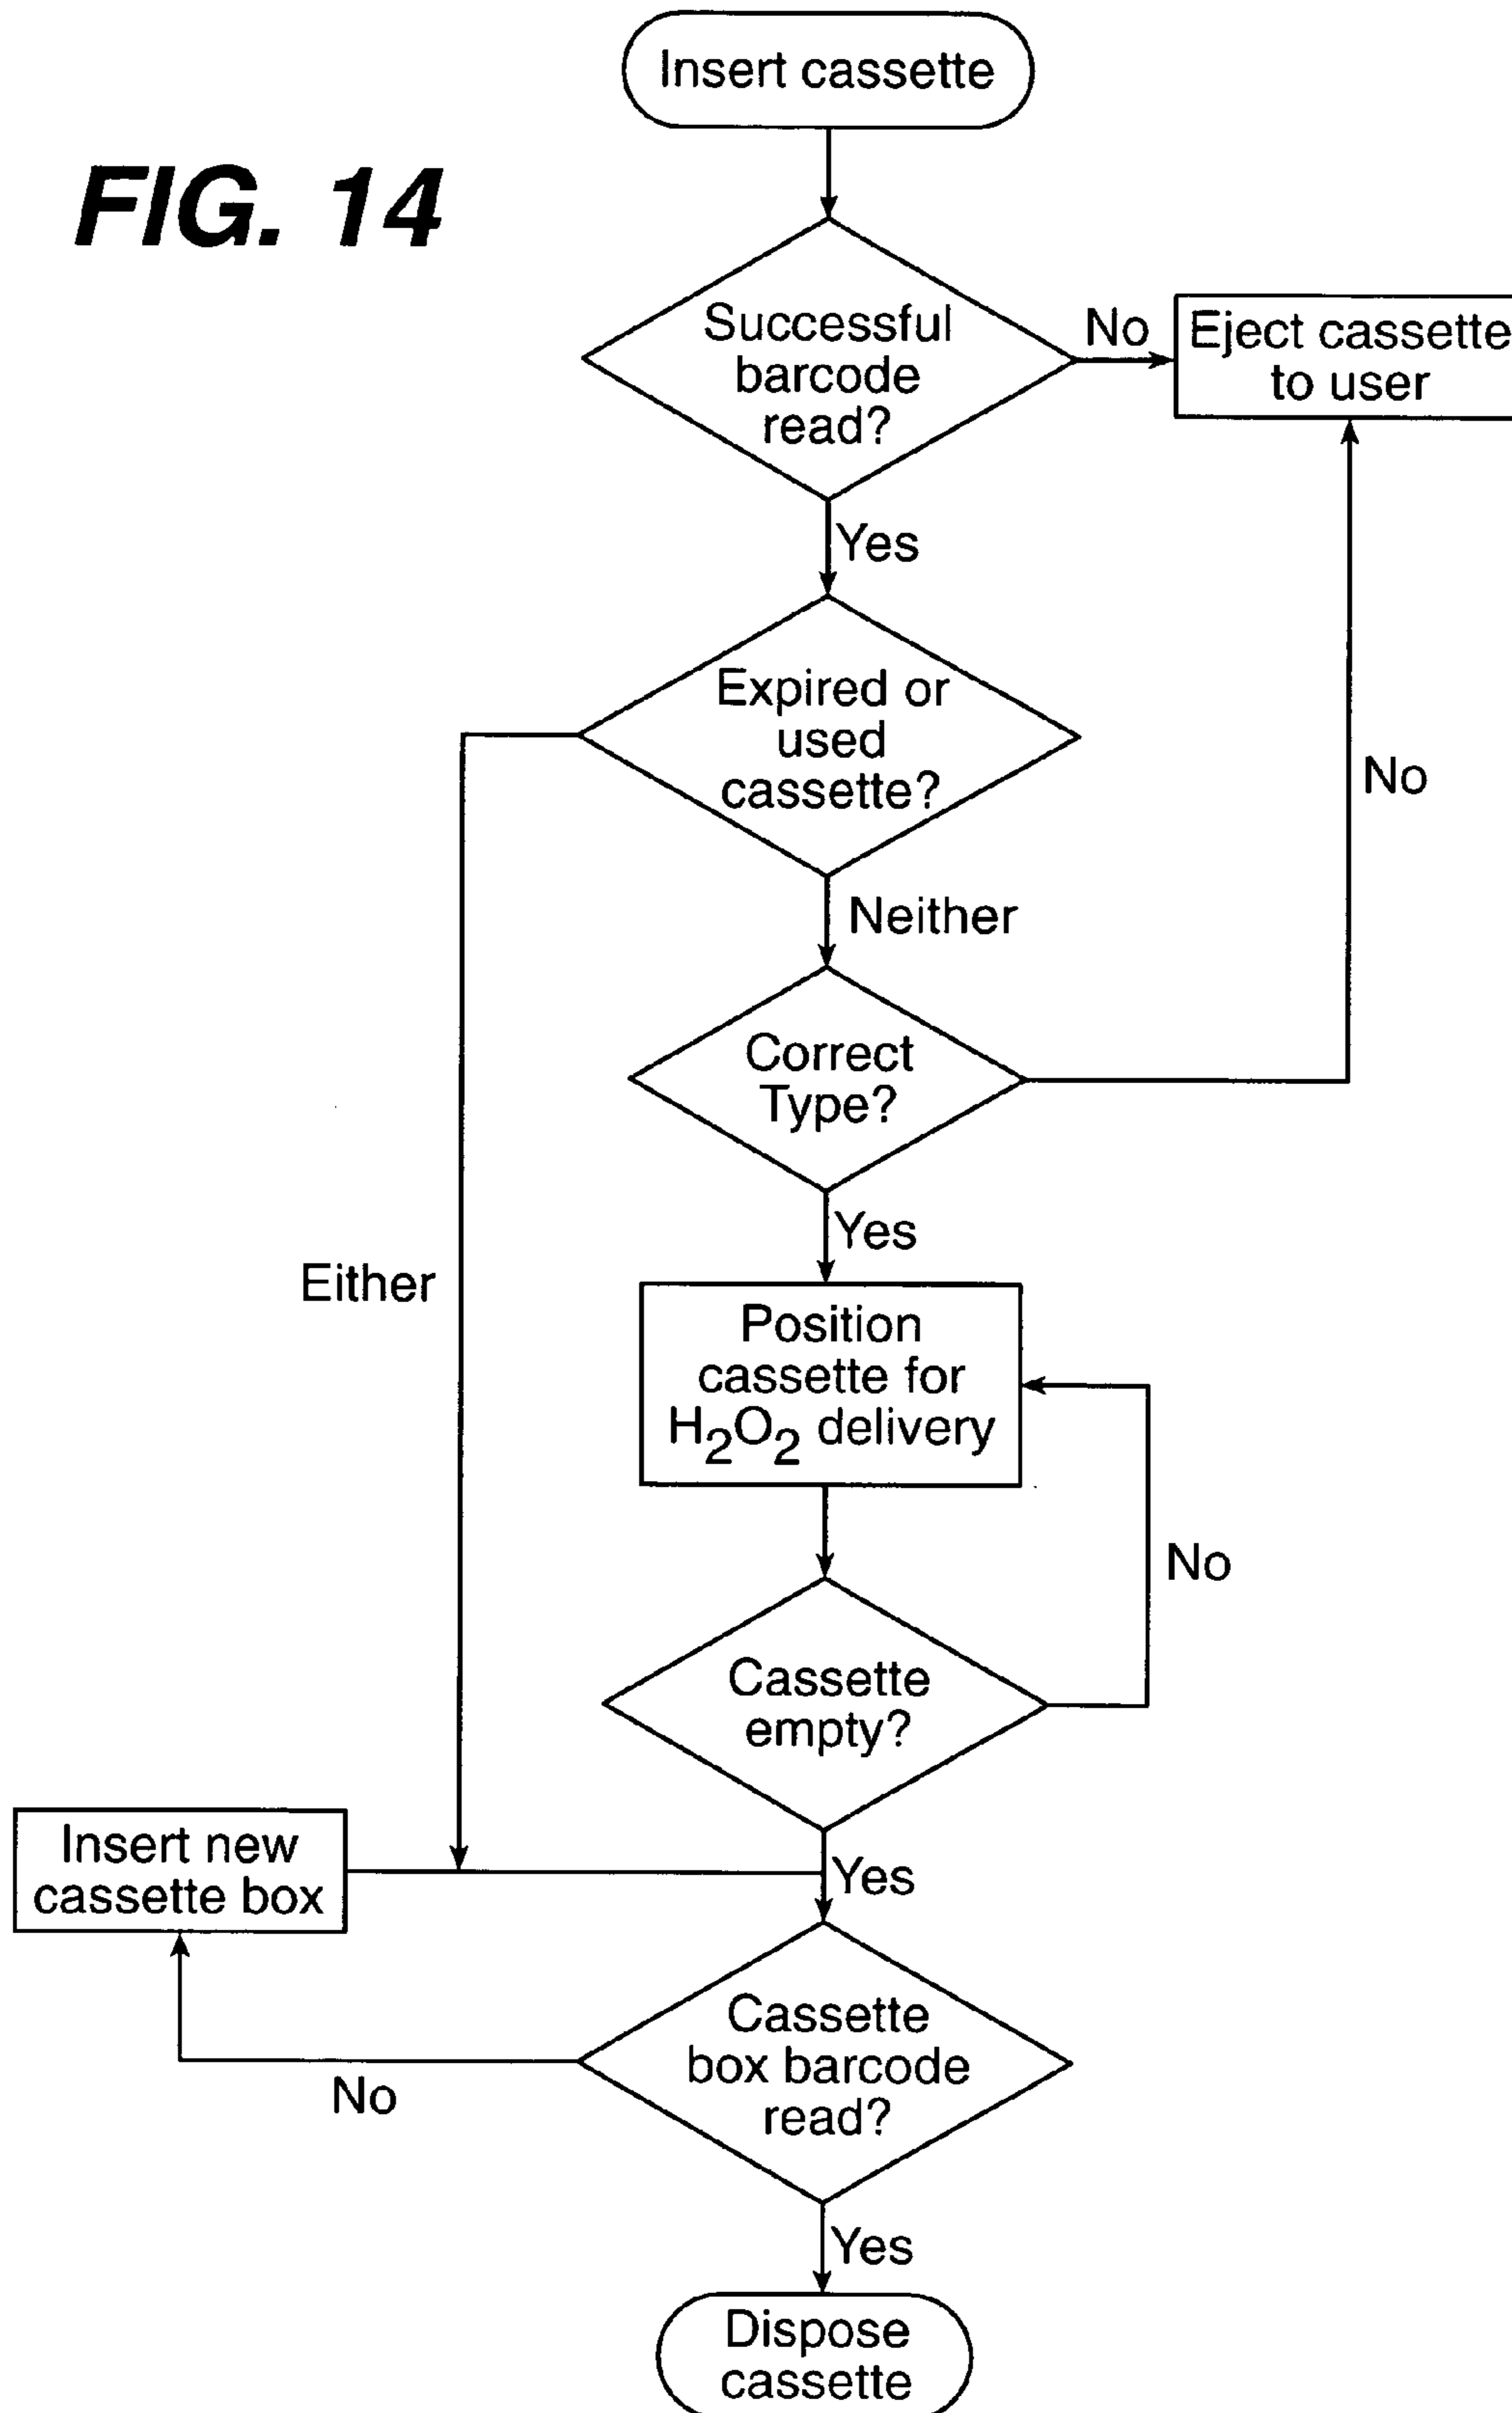 Insert cassette
FIG. 14
Successful
barcode
read?
No
Eject cassette
to user
Yes
Expired or
used
cassette?
No
Neither
Correct
Type?
Yes
Either
Position
cassette for
H₂O₂ delivery
No
Cassette
empty?
Insert new
cassette box
Yes
Cassette
box barcode
read?
No
Yes
Dispose
cassette